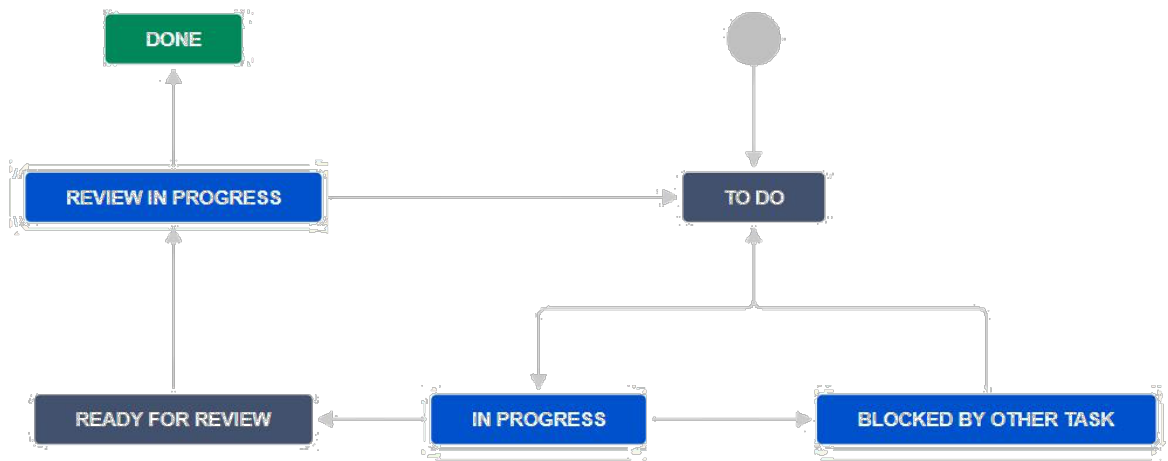 DONE
REVIEW IN PROGRESS
TO DO
READY FOR REVIEW
IN PROGRESS
BLOCKED BY OTHER TASK